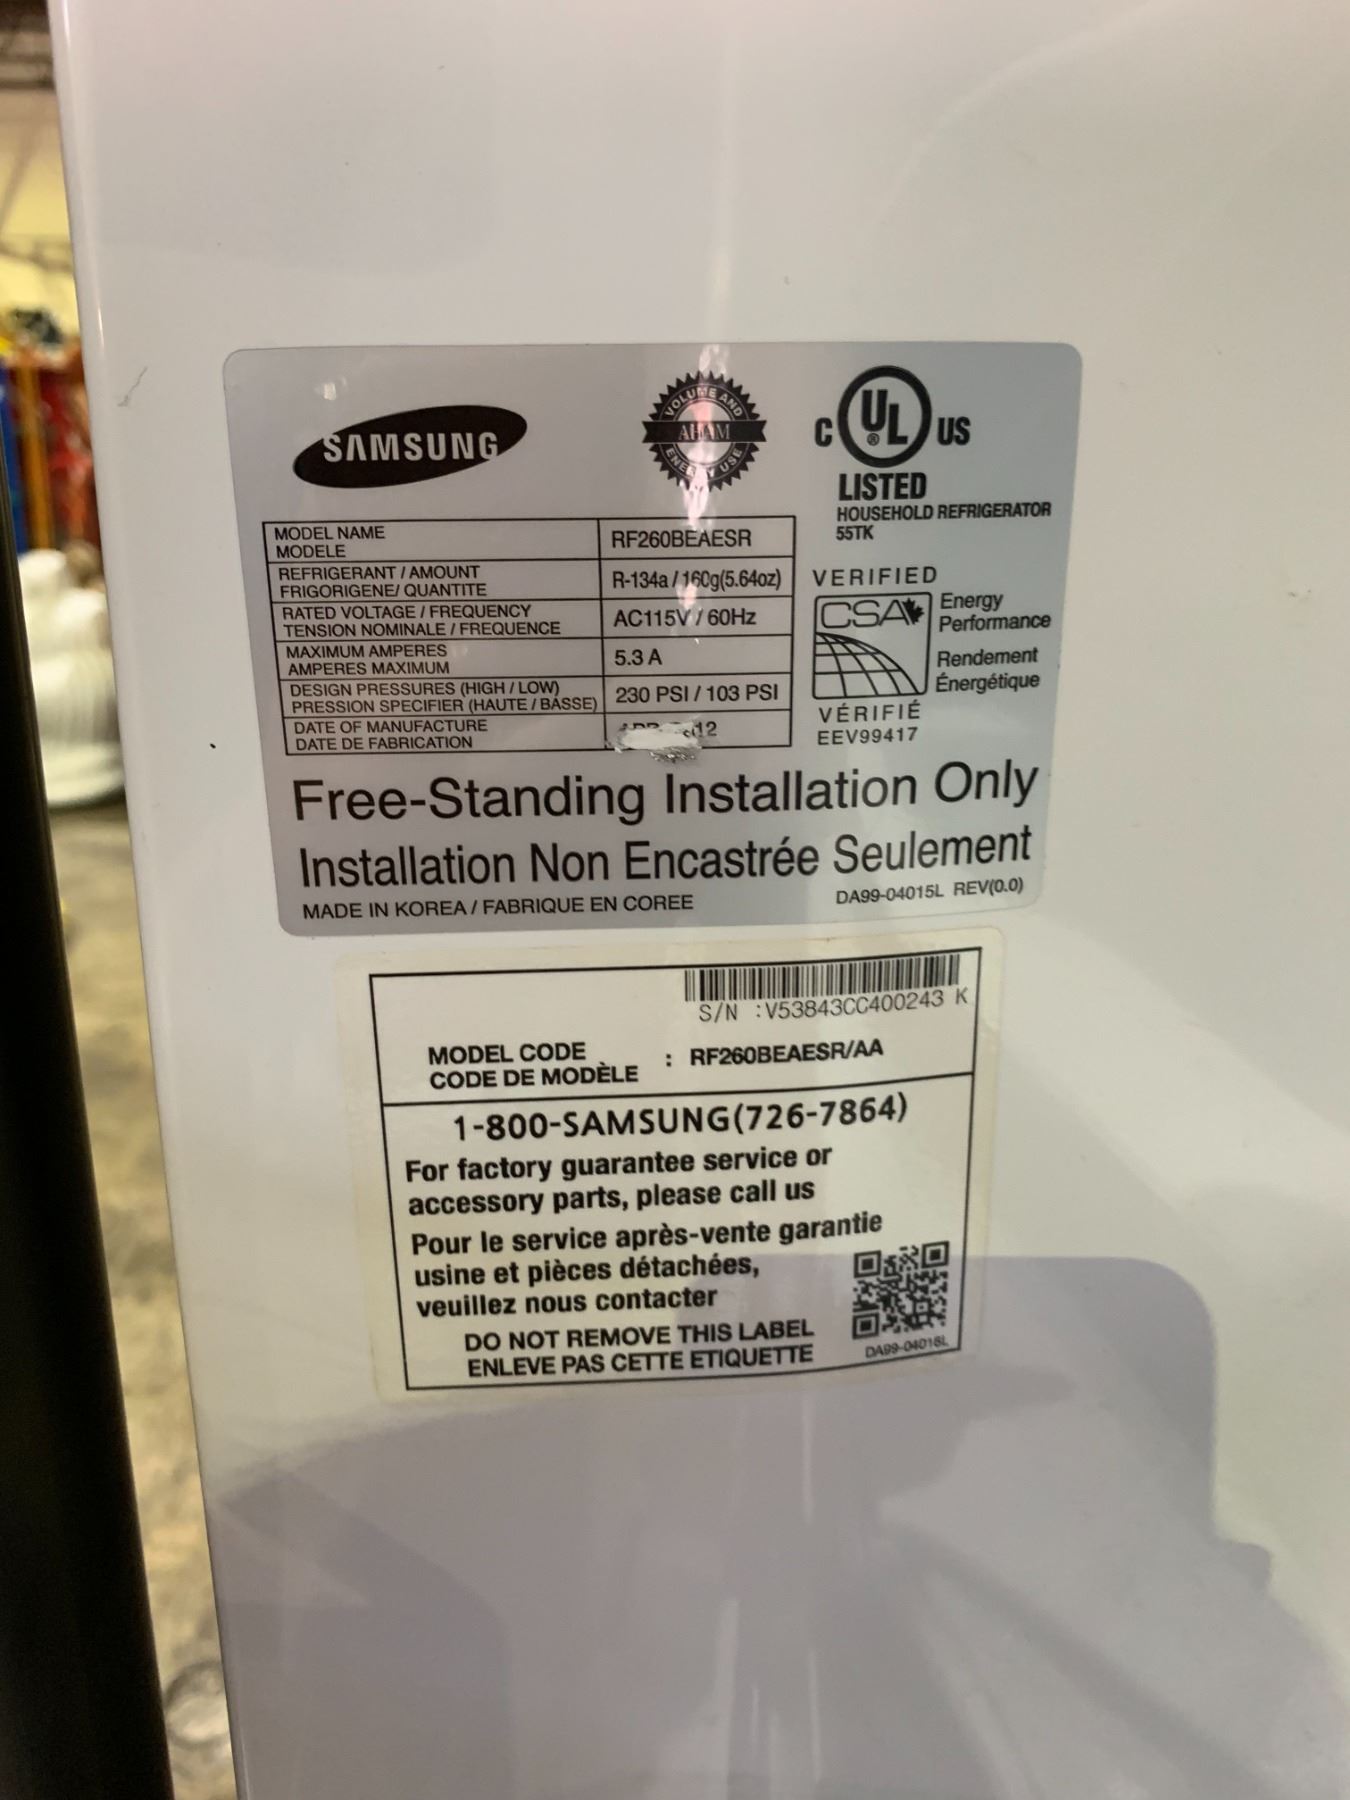 SAMSUNG
VOLUME AND
AHAM
ENERGY USE
C UL® US
LISTED
HOUSEHOLD REFRIGERATOR
55TK
MODEL NAME
MODELE
RF260BEAESR
REFRIGERANT / AMOUNT
FRIGORIGENE/ QUANTITE
R-134a / 160g(5.64oz)
RATED VOLTAGE / FREQUENCY
TENSION NOMINALE / FREQUENCE
AC115V / 60Hz
MAXIMUM AMPERES
AMPERES MAXIMUM
5.3 A
DESIGN PRESSURES (HIGH / LOW)
PRESSION SPECIFIER (HAUTE / BASSE)
230 PSI / 103 PSI
DATE OF MANUFACTURE
DATE DE FABRICATION
VERIFIED
CSA
Energy
Performance
Rendement
Énergétique
VÉRIFIÉ
EEV99417
Free-Standing Installation Only
Installation Non Encastrée Seulement
MADE IN KOREA / FABRIQUE EN COREE
DA99-04015L REV(0.0)
S/N :V53843CC400243 K
MODEL CODE
CODE DE MODÈLE
: RF260BEAESR/AA
1-800-SAMSUNG(726-7864)
For factory guarantee service or
accessory parts, please call us
Pour le service après-vente garantie
usine et pièces détachées,
veuillez nous contacter
DO NOT REMOVE THIS LABEL
ENLEVE PAS CETTE ETIQUETTE
DA99-04016L